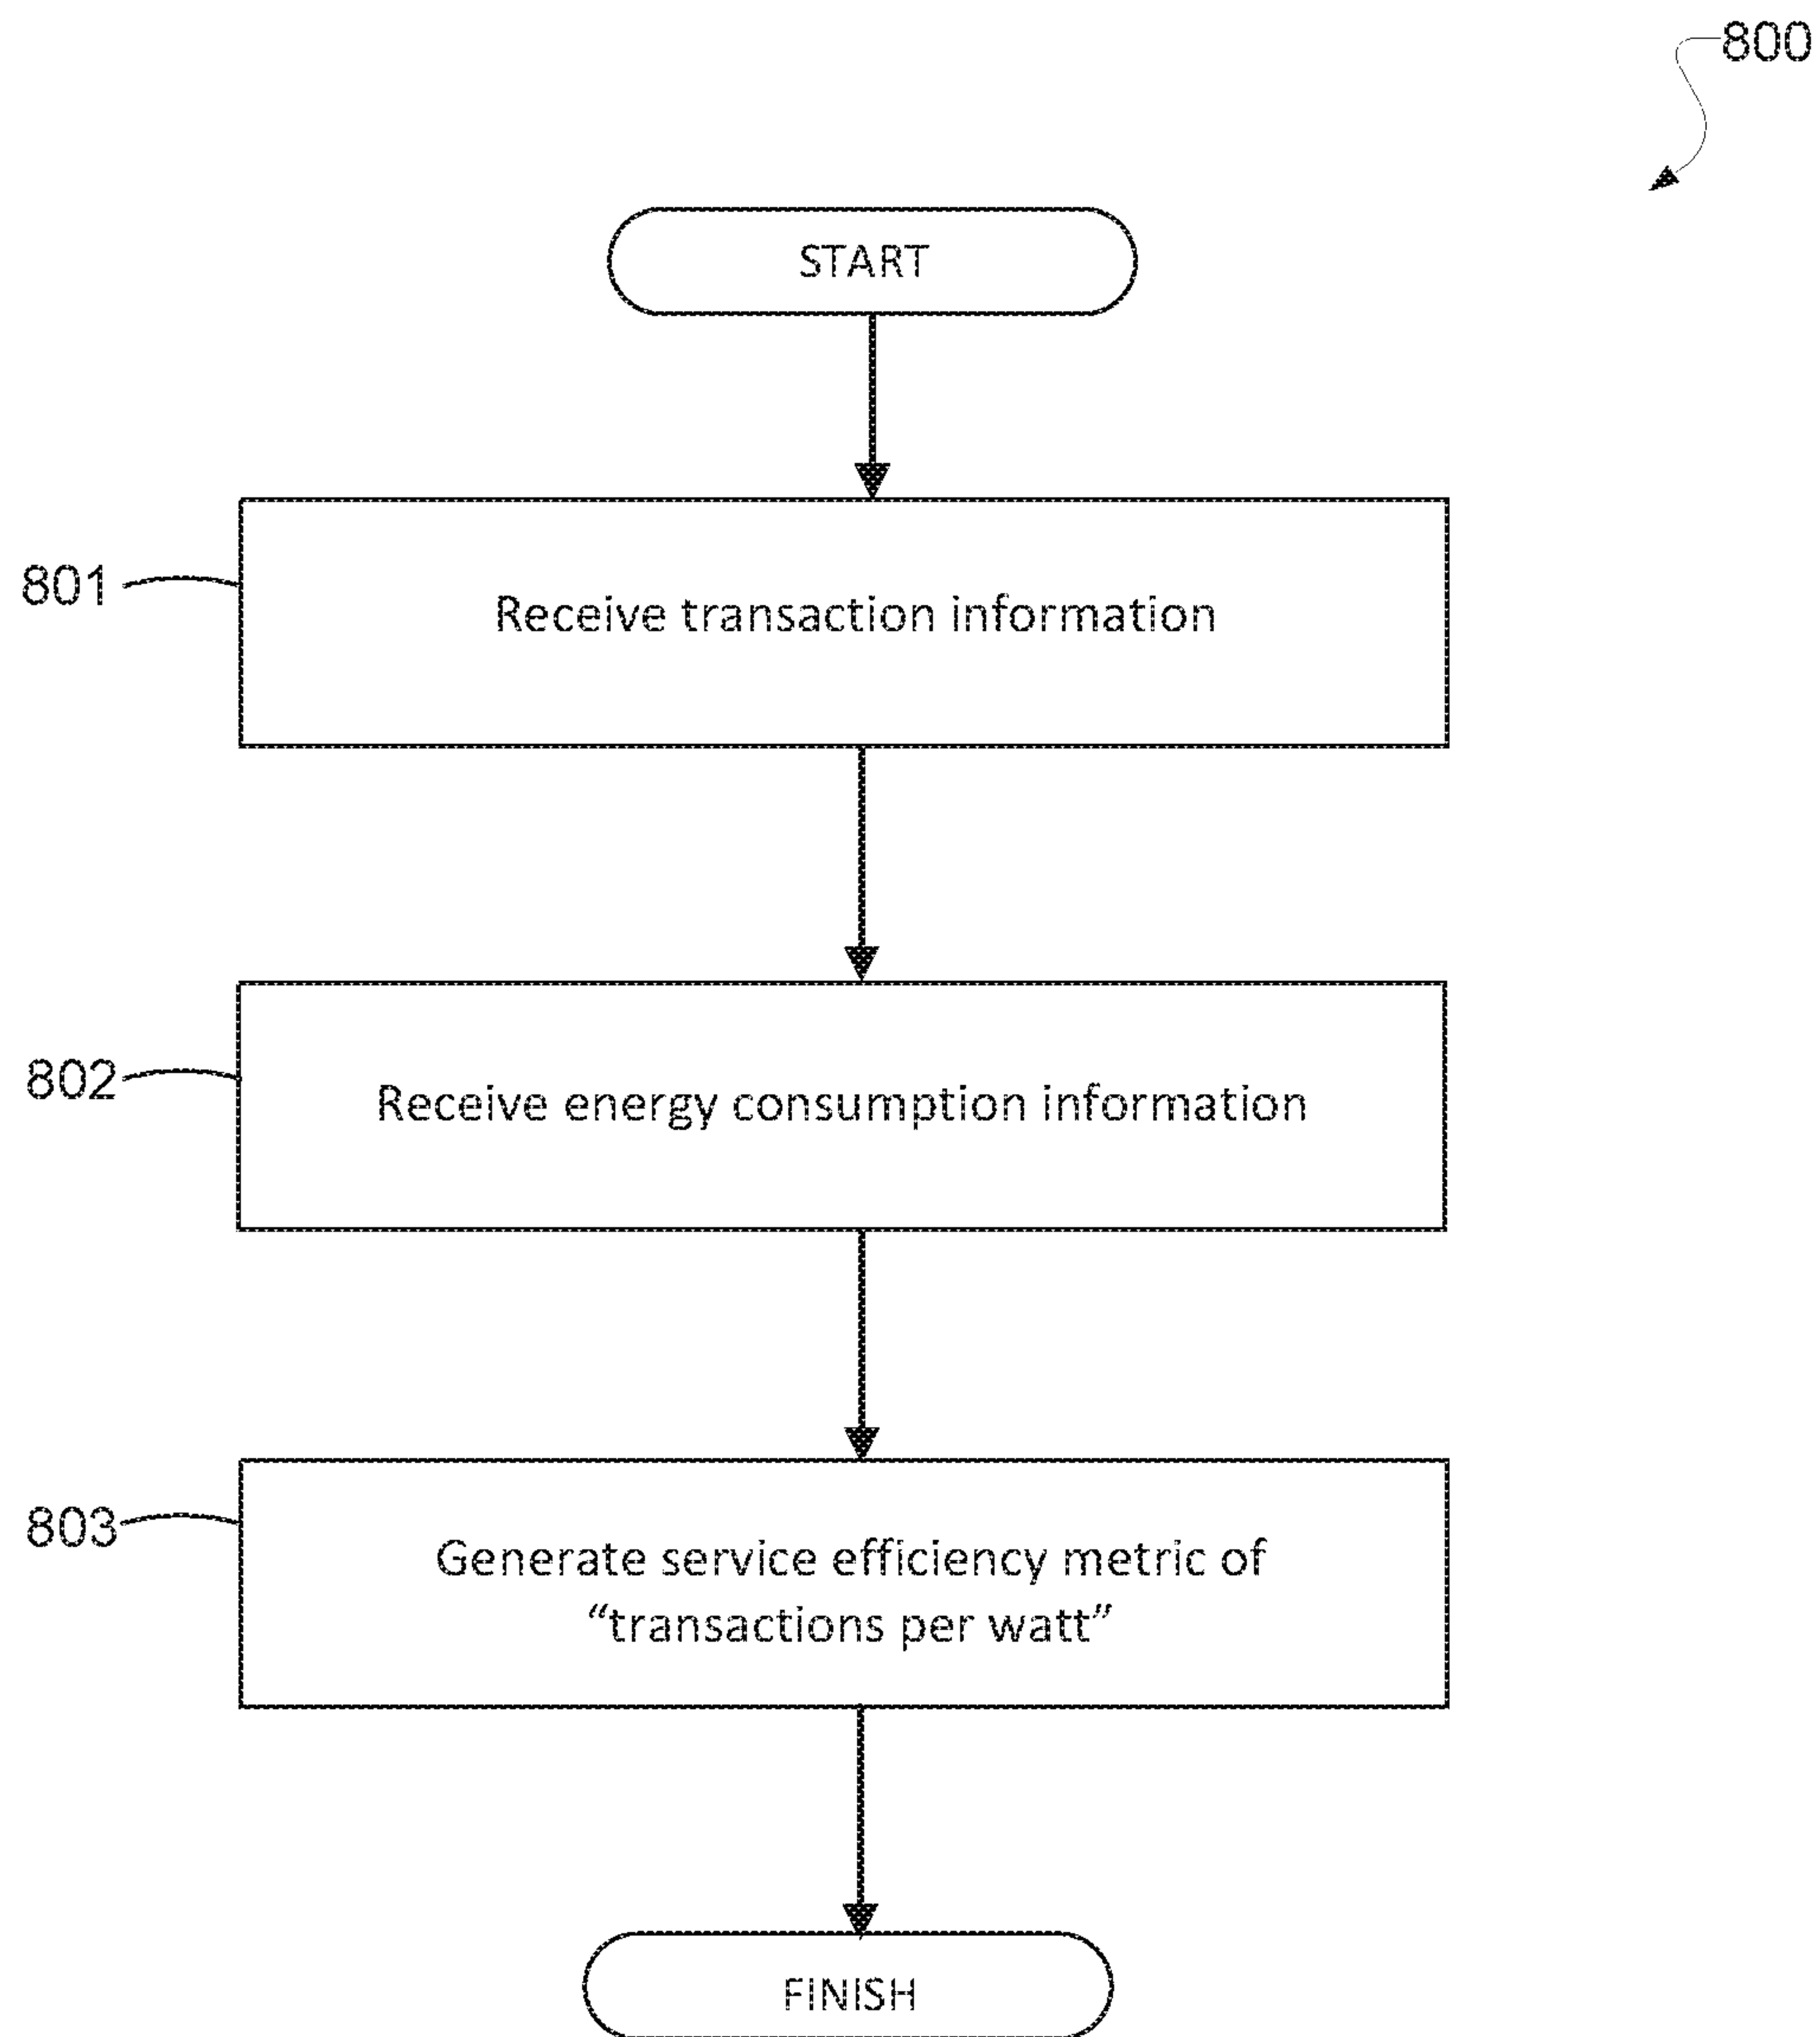 800
START
801
Receive transaction information
802
Receive energy consumption information
803
Generate service efficiency metric of
“transactions per watt”
FINISH